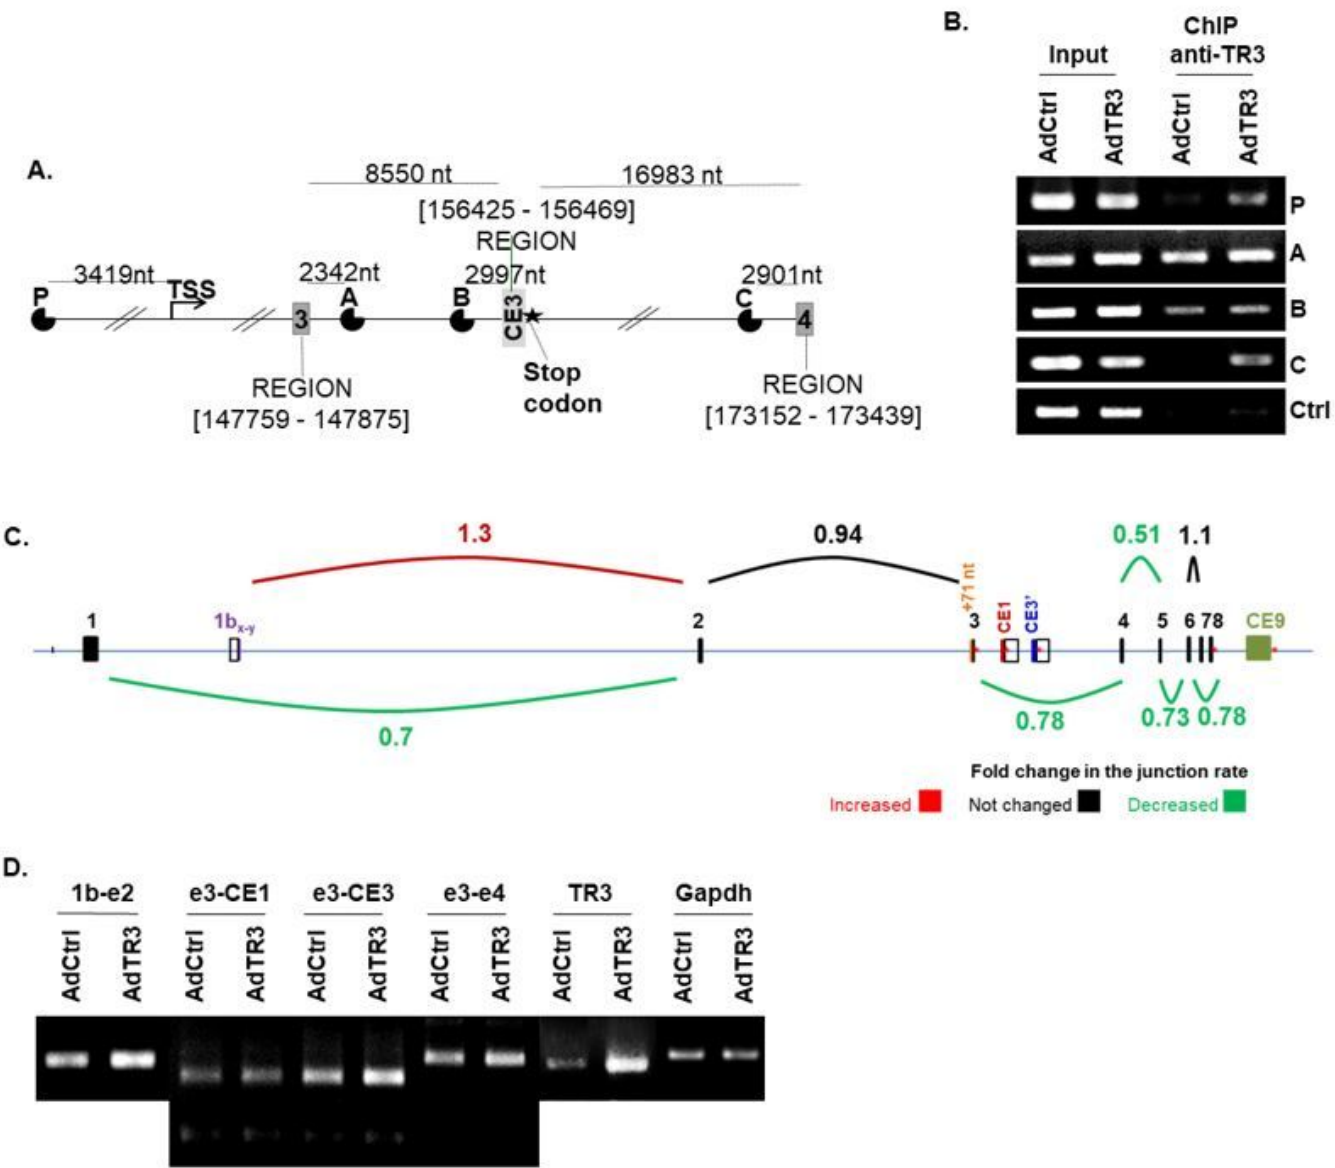 A.
8550 nt
16983 nt
[156425 - 156469]
REGION
3419nt
TSS
2342nt
2997nt
2901nt
P
3
A
B
CE3
C
4
Stop
codon
REGION
[147759 - 147875]
REGION
[173152 - 173439]
B.
ChIP
Input
anti-TR3
AdCtrl
AdTR3
AdCtrl
AdTR3
P
A
B
C
Ctrl
C.
1.3
0.94
0.51
1.1
+71 nt
1
1bx-y
2
3
CE1
CE3'
4
5
6
78
CE9
0.7
0.78
0.73
0.78
Fold change in the junction rate
Increased
Not changed
Decreased
D.
1b-e2
e3-CE1
e3-CE3
e3-e4
TR3
Gapdh
AdCtrl
AdTR3
AdCtrl
AdTR3
AdCtrl
AdTR3
AdCtrl
AdTR3
AdCtrl
AdTR3
AdCtrl
AdTR3